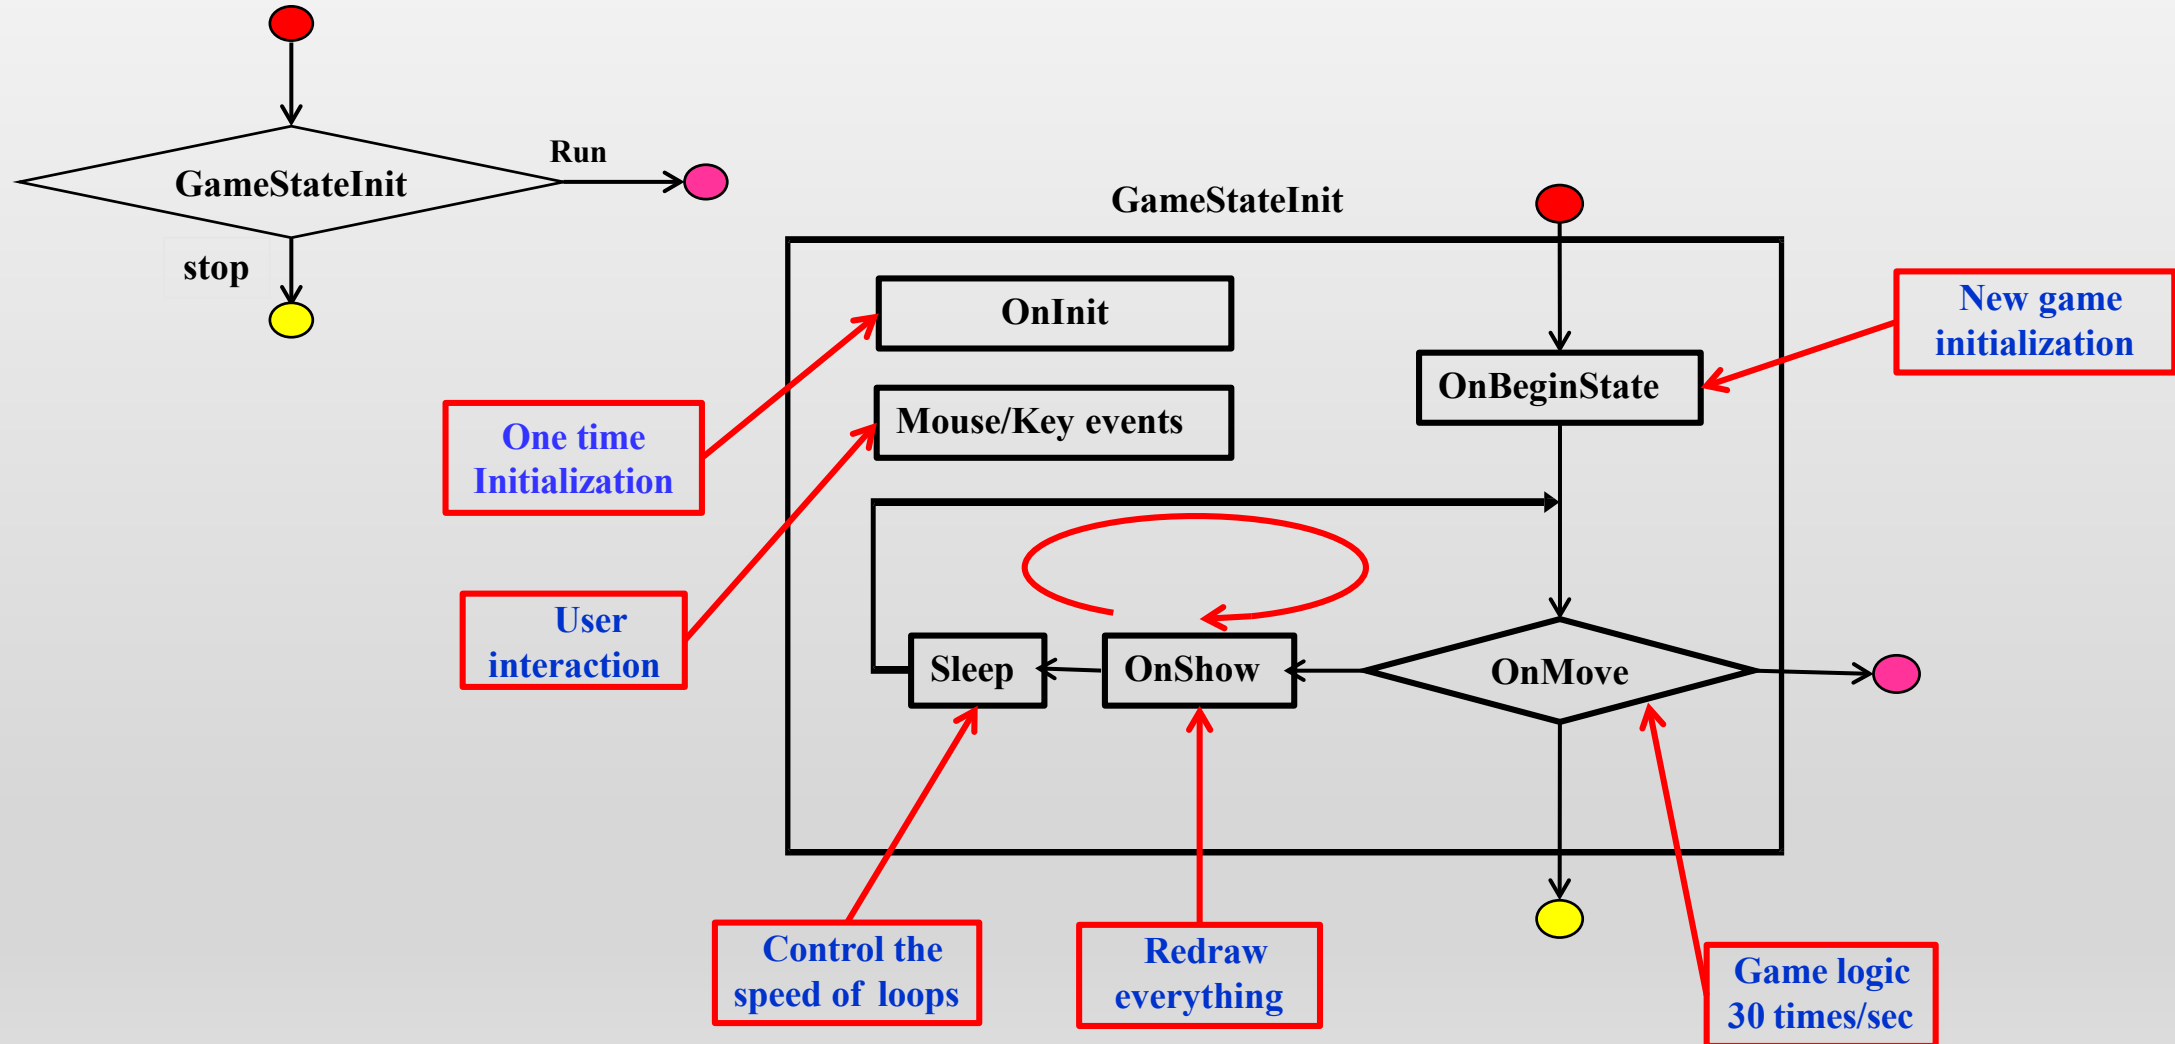 Run
GameStateInit
stop
GameStateInit
OnInit
New game
initialization
OnBeginState
Mouse/Key events
One time
Initialization
User
interaction
Sleep
OnShow
OnMove
Control the
speed of loops
Redraw
everything
Game logic
30 times/sec